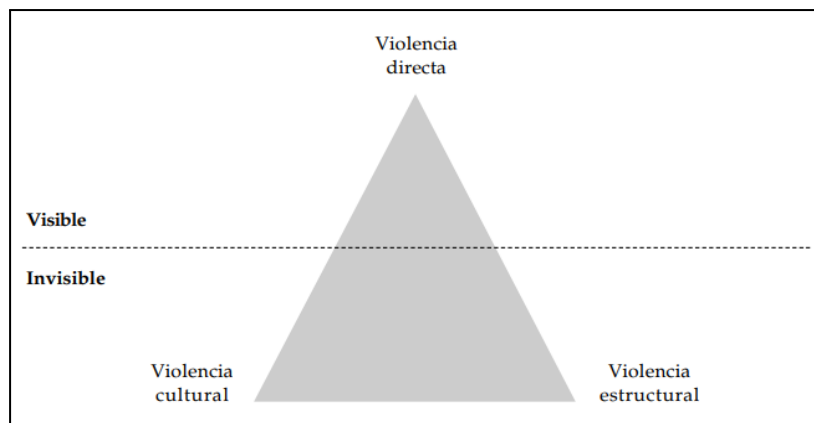 Violencia
directa
Visible
Invisible
Violencia
cultural
Violencia
estructural